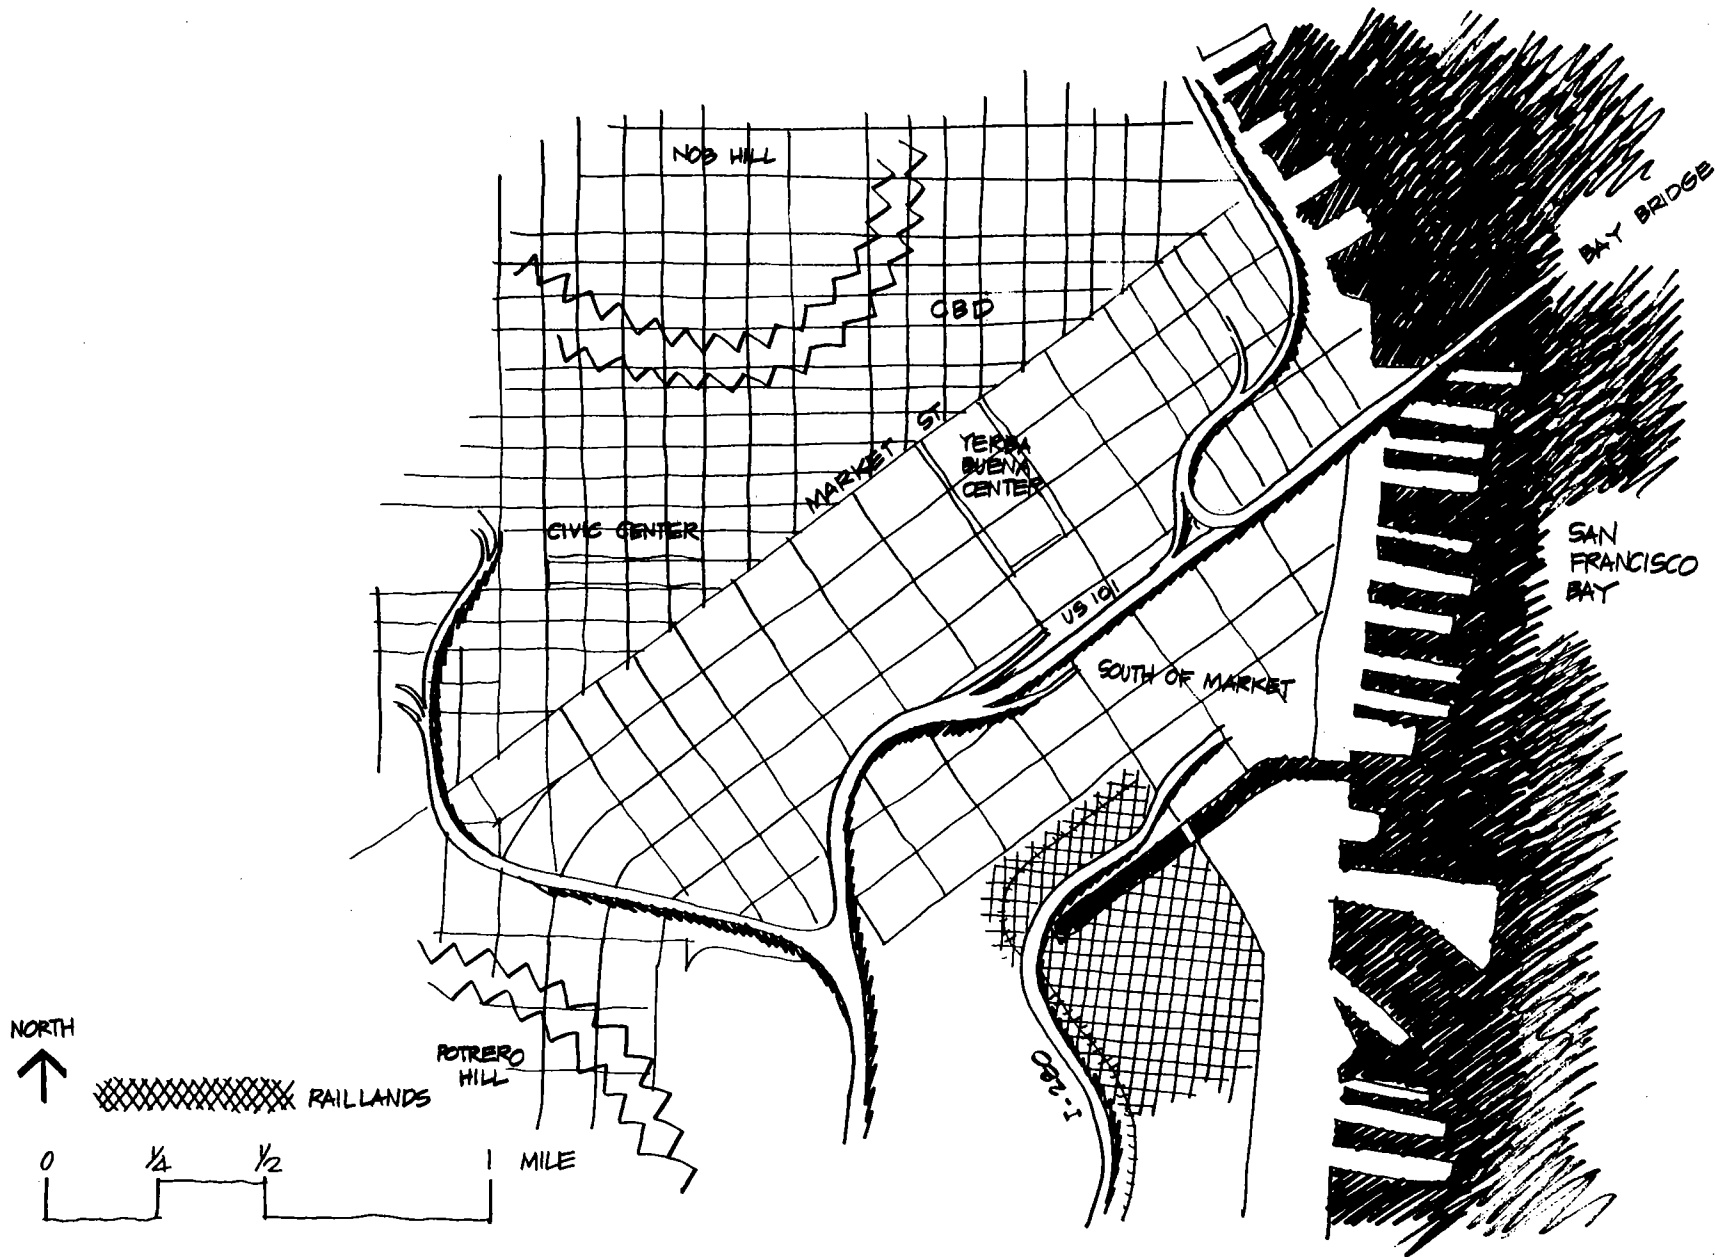 NOB HILL
BAY BRIDGE
CBD
MARKET ST.
YERBA
BUENA
CENTER
CIVIC CENTER
SAN
FRANCISCO
BAY
US 101
SOUTH OF MARKET
NORTH
POTRERO
HILL
I-280
RAILLANDS
0 1/4 1/2 1 MILE